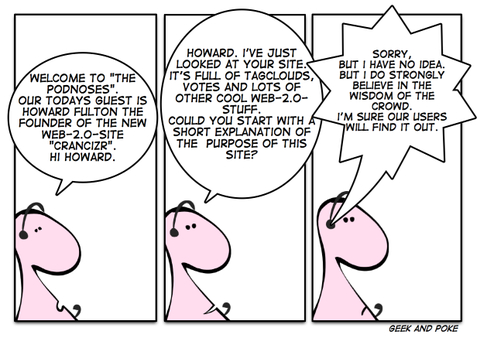 WELCOME TO "THE
PODNOSES".
OUR TODAYS GUEST IS
HOWARD FULTON THE
FOUNDER OF THE NEW
WEB-2.0-SITE
"CRANCIZR".
HI HOWARD.
HOWARD. I'VE JUST
LOOKED AT YOUR SITE.
IT'S FULL OF TAGCLOUDS,
VOTES AND LOTS OF
OTHER COOL WEB-2.0-
STUFF.
COULD YOU START WITH A
SHORT EXPLANATION OF
THE PURPOSE OF THIS
SITE?
SORRY,
BUT I HAVE NO IDEA.
BUT I DO STRONGLY
BELIEVE IN THE
WISDOM OF THE
CROWD.
I'M SURE OUR USERS
WILL FIND IT OUT.
GEEK AND POKE